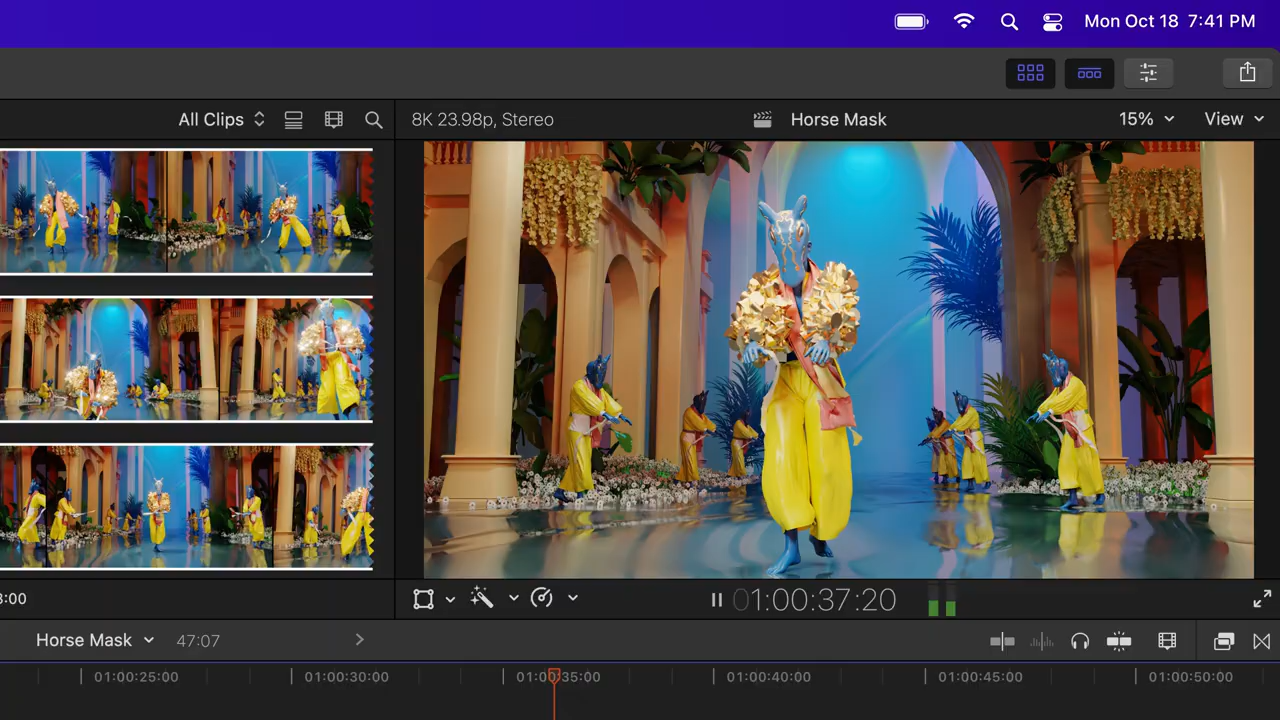 Mon Oct 18 7:41 PM
All Clips
8K 23.98p, Stereo
Horse Mask
15%
View
3:00
01:00:37:20
Horse Mask
47:07
01:00:25:00
01:00:30:00
01:00:35:00
01:00:40:00
01:00:45:00
01:00:50:00